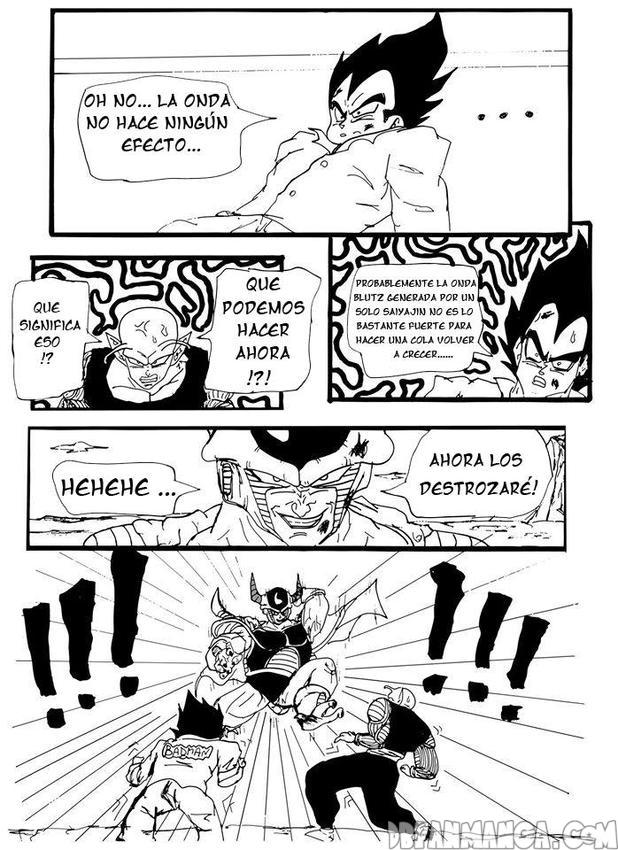 OH NO... LA ONDA
NO HACE NINGÚN
EFECTO...
...
QUE
SIGNIFICA
ESO
!?
QUE
PODEMOS
HACER
AHORA
!?!
PROBABLEMENTE LA ONDA
BLUTZ GENERADA POR UN
SOLO SAIYAJIN NO ES LO
BASTANTE FUERTE PARA
HACER UNA COLA VOLVER
A CRECER......
HEHEHE ...
AHORA LOS
DESTROZARÉ!
!!!
!!!
BADMAN
DBFANMANGA.COM